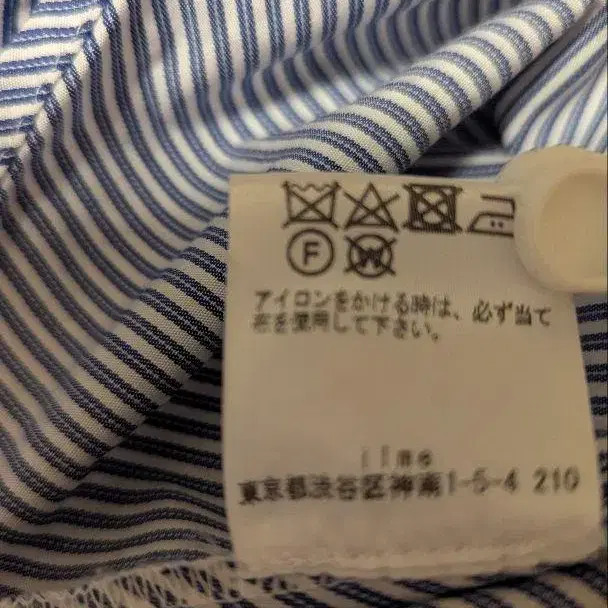 F W
アイロンをかける時は、必ず当て
布を使用して下さい。
ilme
東京都渋谷区神南1-5-4 210